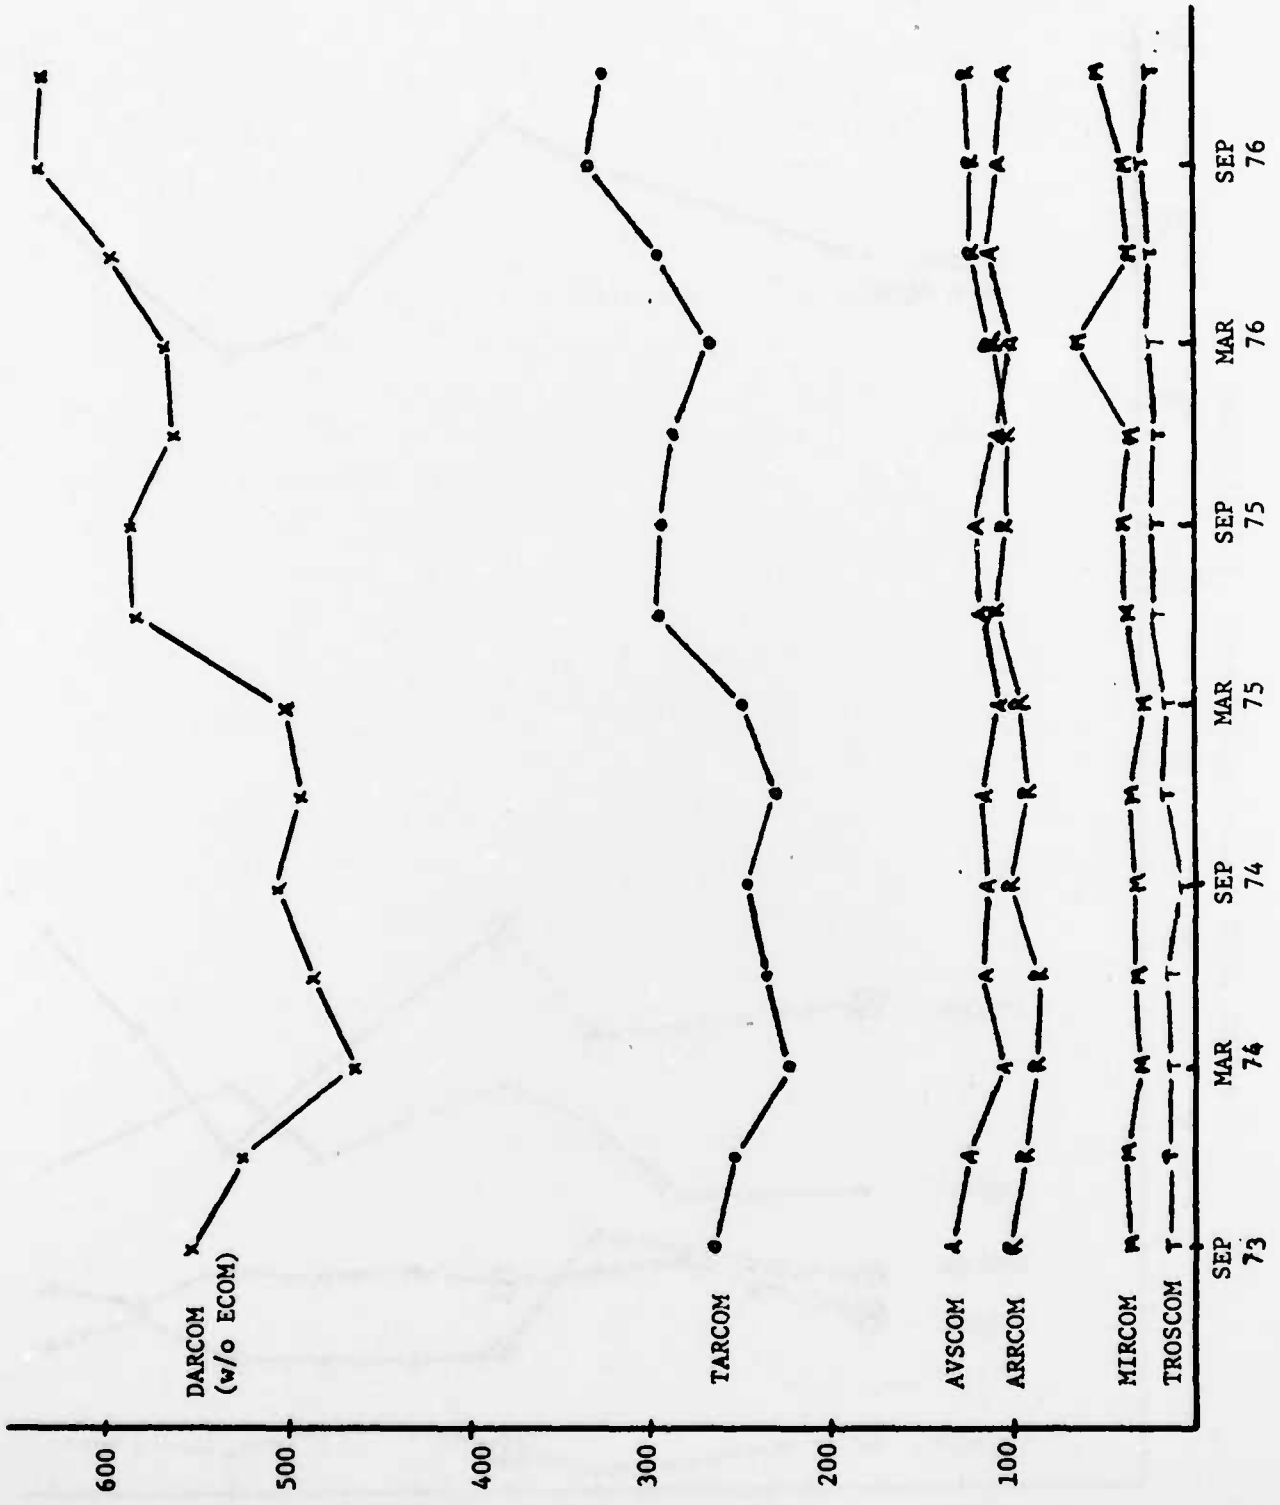 600
500
400
300
200
100
DARCOM
(w/o ECOM)
TARCOM
AVSCOM
ARRCOM
MIRCOM
TROSCOM
x x x x x x x x x x x x x x
A A A A A A A A A A A A A A
R R R R R R R R R R R R R R
M M M M M M M M M M M M M M
T T T T T T T T T T T T T T
SEP MAR SEP MAR SEP MAR SEP
73 74 74 75 75 76 76